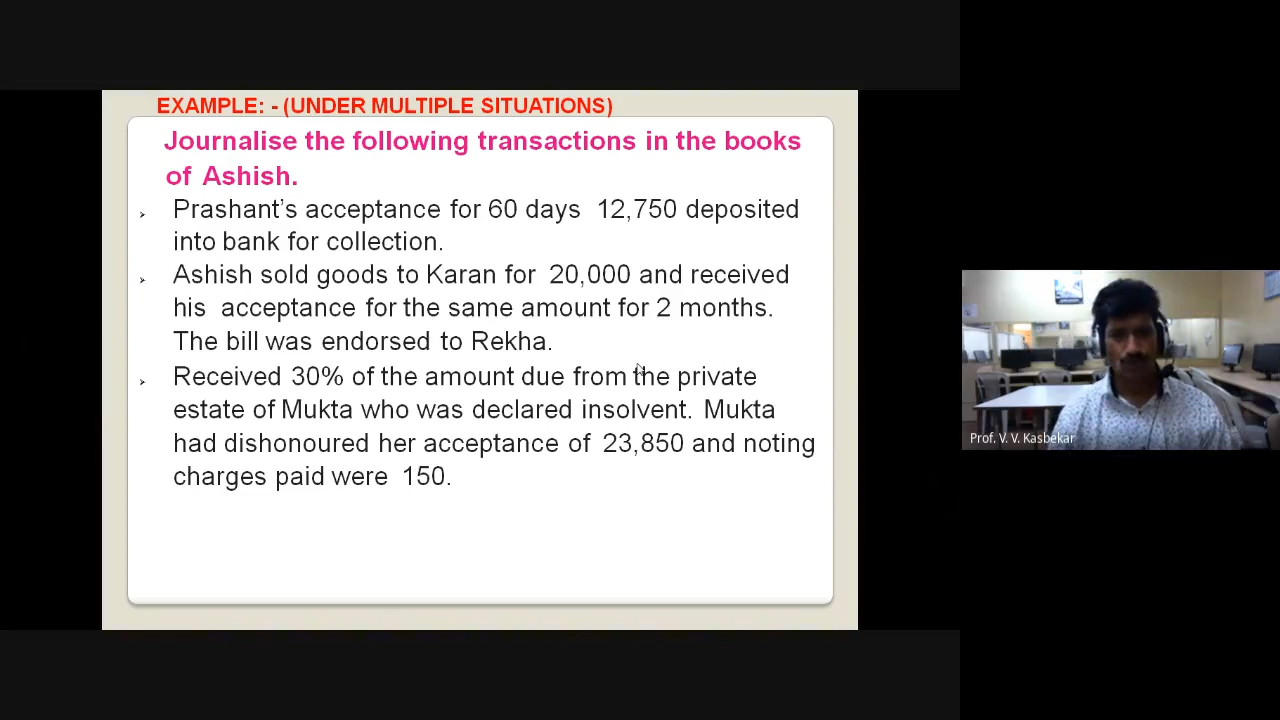 EXAMPLE: - (UNDER MULTIPLE SITUATIONS)
Journalise the following transactions in the books
of Ashish.
Prashant's acceptance for 60 days 12,750 deposited
into bank for collection.
Ashish sold goods to Karan for 20,000 and received
his acceptance for the same amount for 2 months.
The bill was endorsed to Rekha.
Received 30% of the amount due from the private
estate of Mukta who was declared insolvent. Mukta
had dishonoured her acceptance of 23,850 and noting
charges paid were 150.
Prof. V. V. Kasbekar